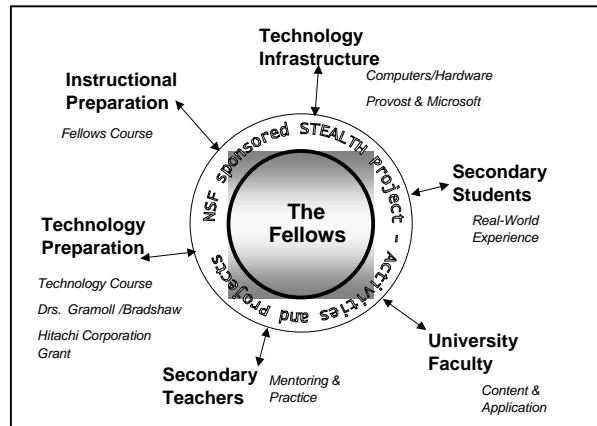 Technology
Infrastructure
Computers/Hardware
Provost & Microsoft
Instructional
Preparation
Fellows Course
NSF sponsored STEALTH Project - Activities and projects
The
Fellows
Secondary
Students
Real-World
Experience
Technology
Preparation
Technology Course
Drs. Gramoll /Bradshaw
Hitachi Corporation
Grant
University
Faculty
Content &
Application
Secondary
Teachers
Mentoring &
Practice